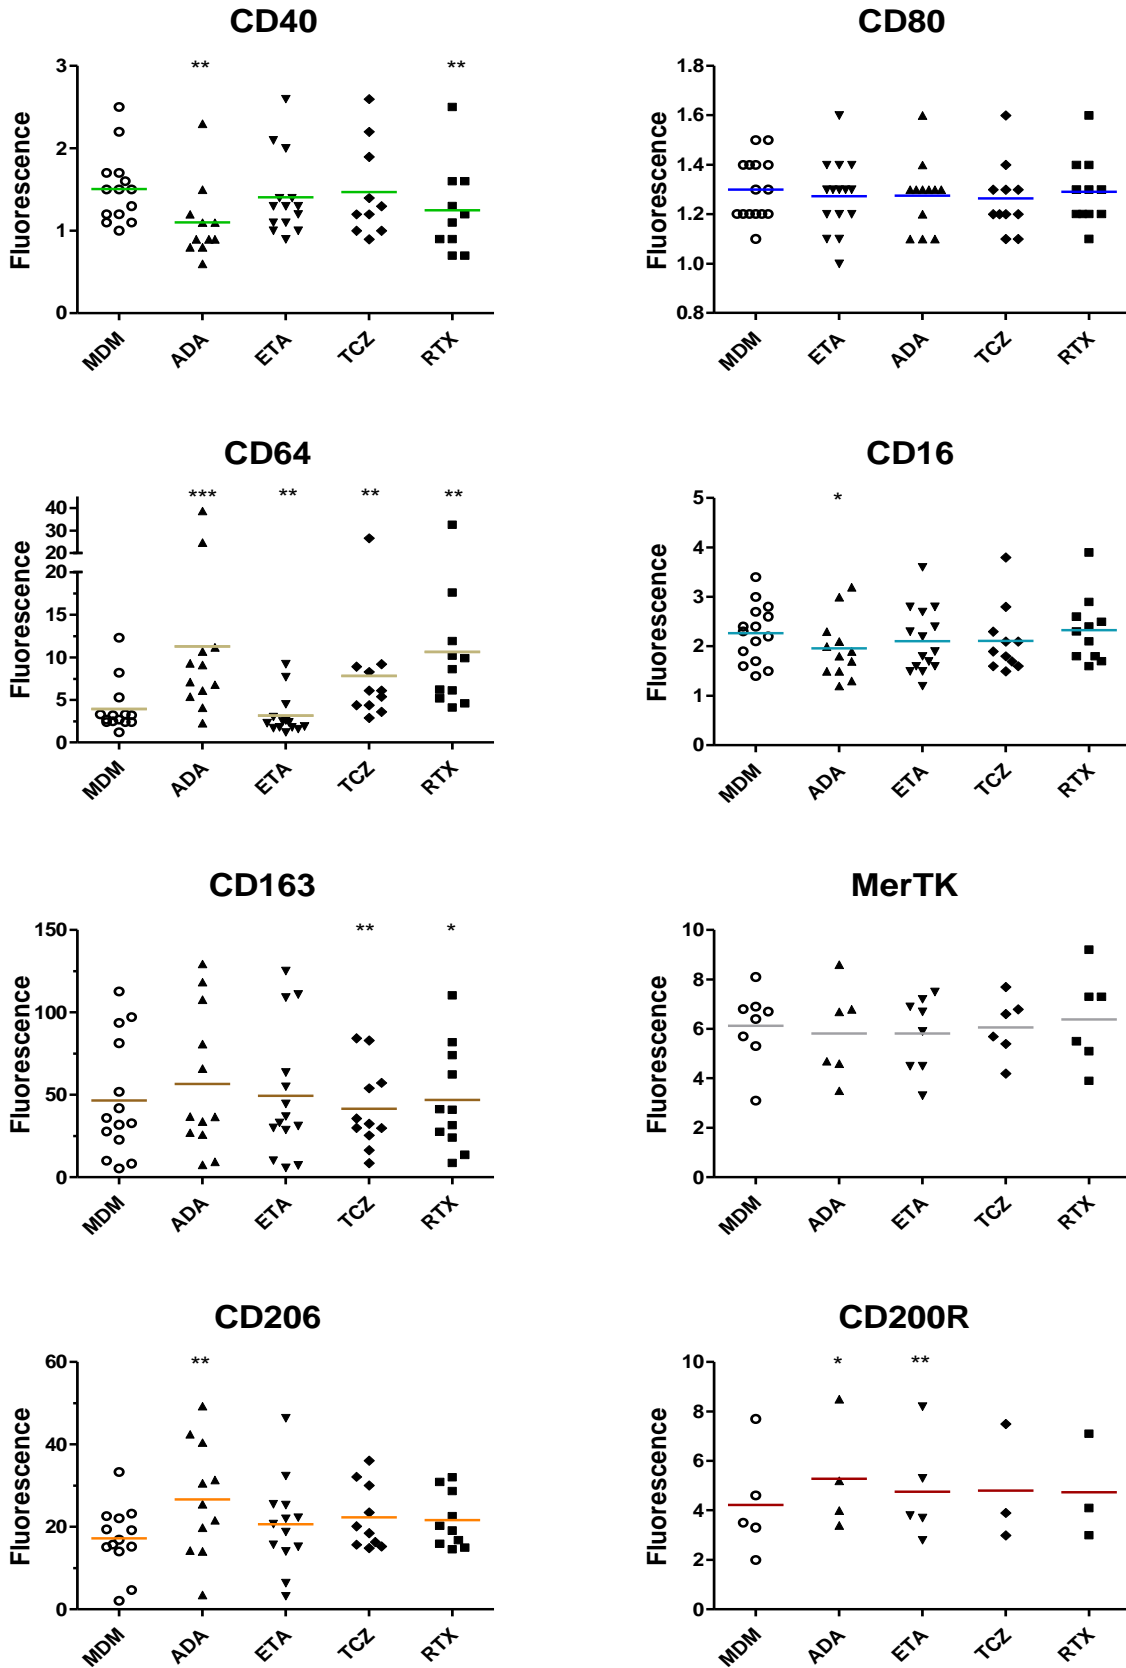 CD40
** **
Fluorescence
3
2
1
0
MDM ADA ETA TCZ RTX
CD80
Fluorescence
1.8
1.6
1.4
1.2
1.0
0.8
MDM ETA ADA TCZ RTX
CD64
*** ** ** **
Fluorescence
40
30
20
20
15
10
5
0
MDM ADA ETA TCZ RTX
CD16
*
Fluorescence
5
4
3
2
1
0
MDM ADA ETA TCZ RTX
CD163
** *
Fluorescence
150
100
50
0
MDM ADA ETA TCZ RTX
MerTK
Fluorescence
10
8
6
4
2
0
MDM ADA ETA TCZ RTX
CD206
**
Fluorescence
60
40
20
0
MDM ADA ETA TCZ RTX
CD200R
* **
Fluorescence
10
8
6
4
2
0
MDM ADA ETA TCZ RTX